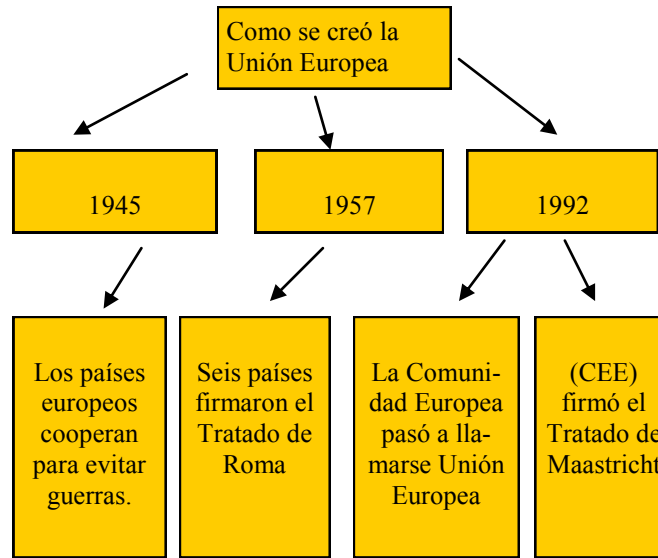 Como se creó la
Unión Europea
1945
1957
1992
Los países
europeos
cooperan
para evitar
guerras.
Seis países
firmaron el
Tratado de
Roma
La Comuni-
dad Europea
pasó a lla-
marse Unión
Europea
(CEE)
firmó el
Tratado de
Maastricht